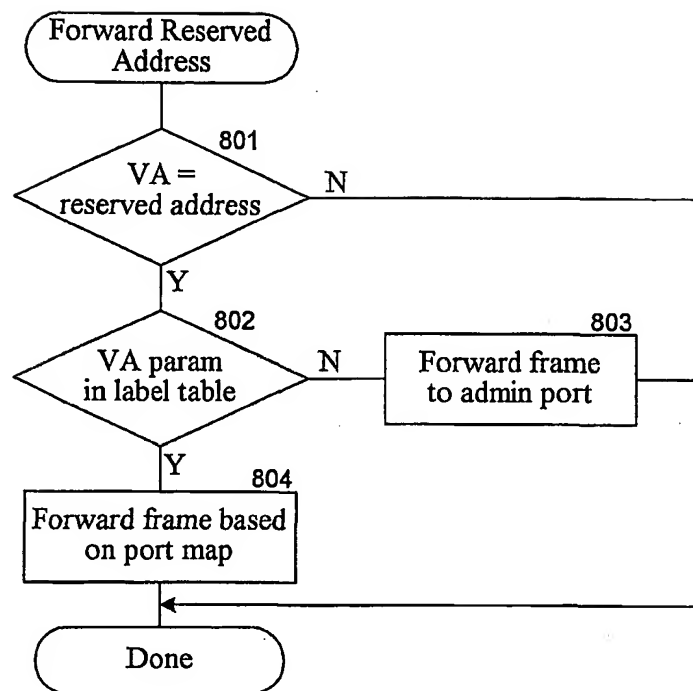 Forward Reserved
Address
801
VA =
reserved address
N
Y
802
VA param
in label table
N
803
Forward frame
to admin port
Y
804
Forward frame based
on port map
Done